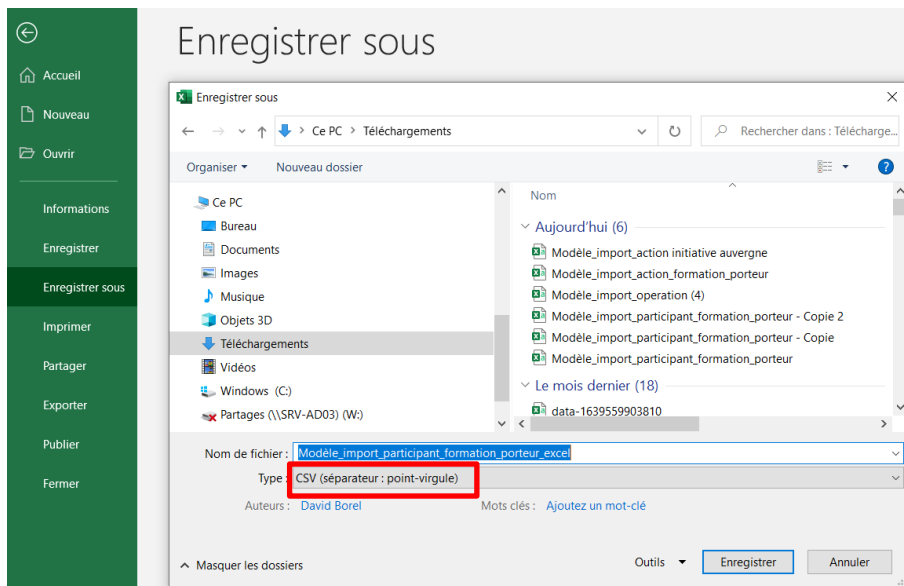 Enregistrer sous
Accueil
Nouveau
Ouvrir
Informations
Enregistrer
Enregistrer sous
Imprimer
Partager
Exporter
Publier
Fermer
Enregistrer sous
Ce PC > Téléchargements
Rechercher dans : Télécharge...
Organiser
Nouveau dossier
Ce PC
Bureau
Documents
Images
Musique
Objets 3D
Téléchargements
Vidéos
Windows (C:)
Partages (\\SRV-AD03) (W:)
Nom
Aujourd'hui (6)
Modèle_import_action initiative auvergne
Modèle_import_action_formation_porteur
Modèle_import_operation (4)
Modèle_import_participant_formation_porteur - Copie 2
Modèle_import_participant_formation_porteur - Copie
Modèle_import_participant_formation_porteur
Le mois dernier (18)
data-1639559903810
Nom de fichier : Modèle_import_participant_formation_porteur_excel
Type : CSV (séparateur : point-virgule)
Auteurs : David Borel
Mots clés : Ajoutez un mot-clé
Masquer les dossiers
Outils
Enregistrer
Annuler